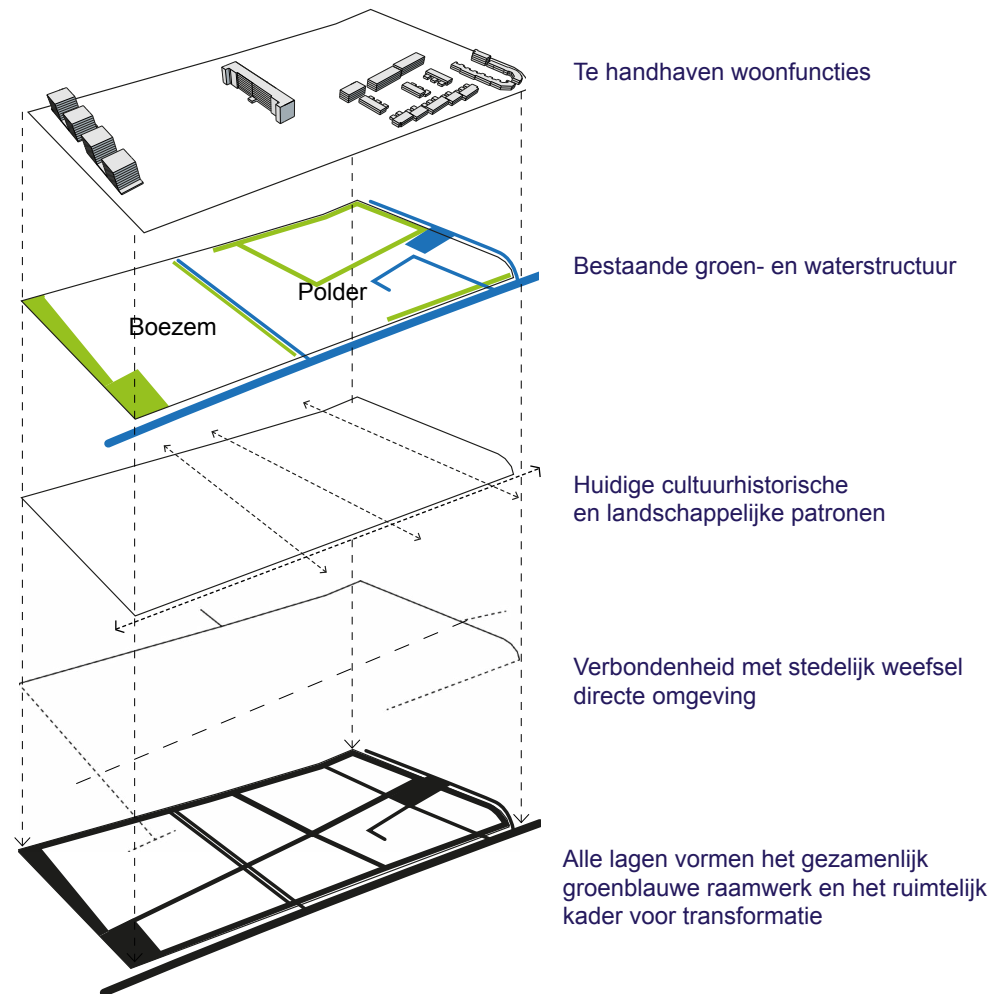 Te handhaven woonfuncties
Bestaande groen- en waterstructuur
Polder
Boezem
Huidige cultuurhistorische
en landschappelijke patronen
Verbondenheid met stedelijk weefsel
directe omgeving
Alle lagen vormen het gezamenlijk
groenblauwe raamwerk en het ruimtelijk
kader voor transformatie